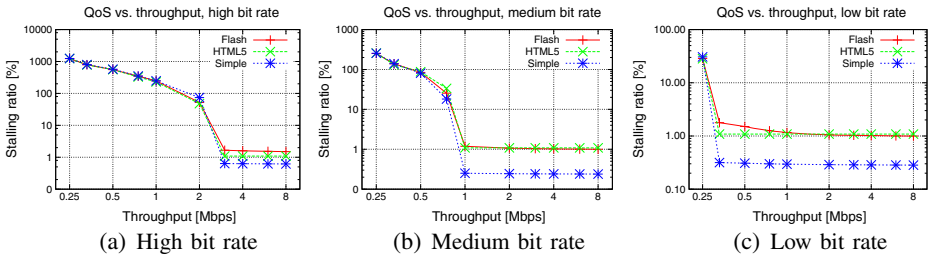 QoS vs. throughput, high bit rate
Stalling ratio [%]
10000
1000
100
10
1
0
Flash
HTML5
Simple
0.25 0.5 1 2 4 8
Throughput [Mbps]
(a) High bit rate
QoS vs. throughput, medium bit rate
Stalling ratio [%]
1000
100
10
1
0
Flash
HTML5
Simple
0.25 0.5 1 2 4 8
Throughput [Mbps]
(b) Medium bit rate
QoS vs. throughput, low bit rate
Stalling ratio [%]
100.00
10.00
1.00
0.10
Flash
HTML5
Simple
0.25 0.5 1 2 4 8
Throughput [Mbps]
(c) Low bit rate